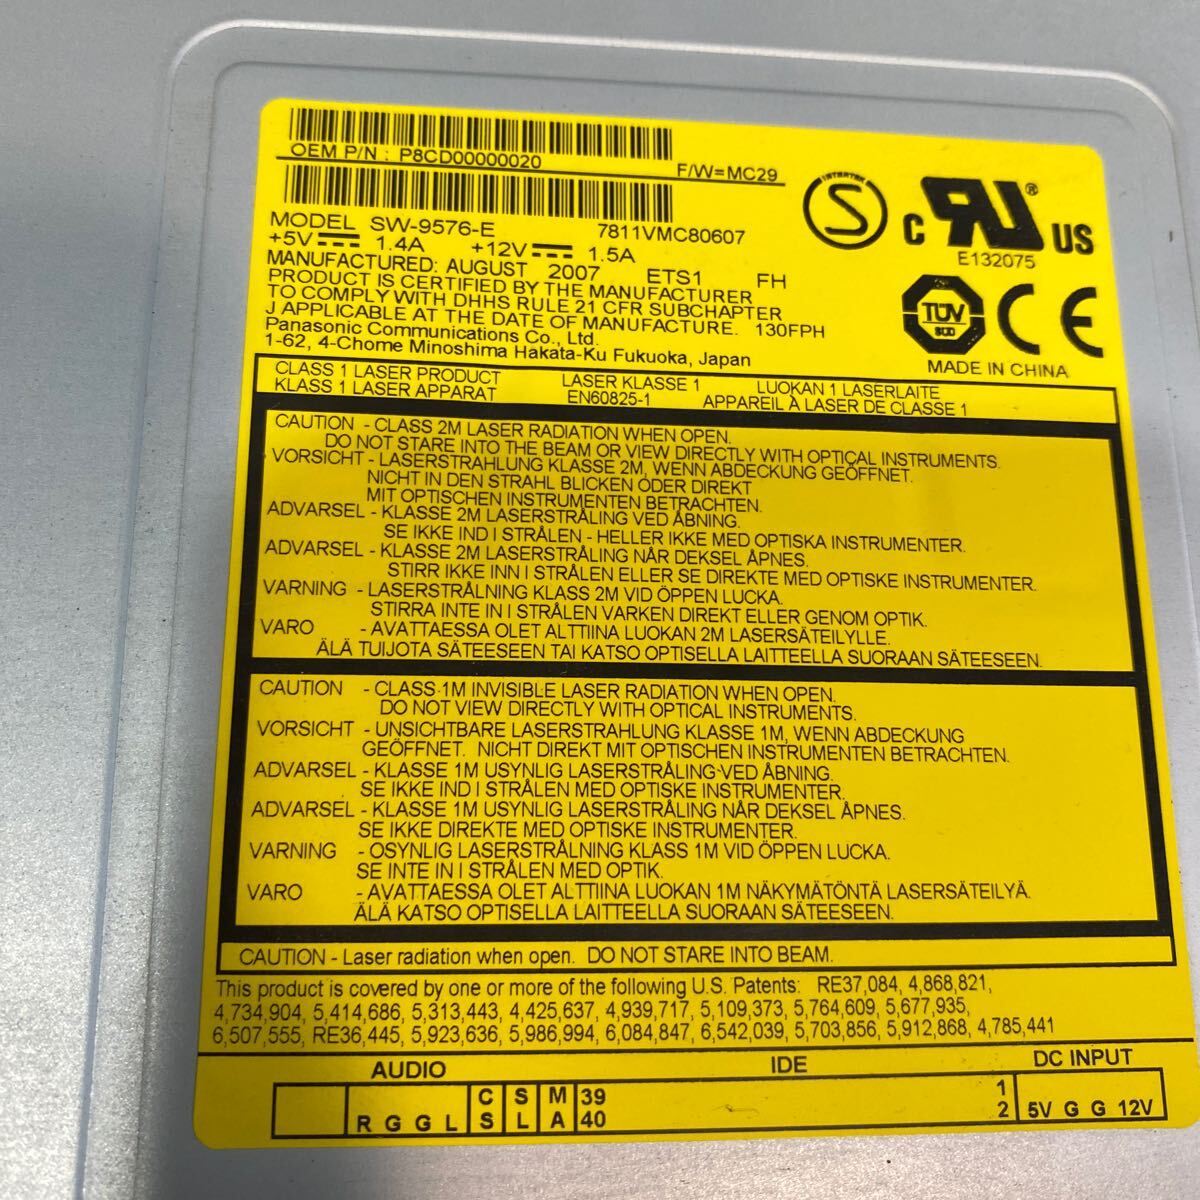 OEM P/N : P8CD00000020
F/W=MC29
MODEL SW-9576-E 7811VMC80607
+5V 1.4A +12V 1.5A
MANUFACTURED: AUGUST 2007 ETS1 FH
PRODUCT IS CERTIFIED BY THE MANUFACTURER
TO COMPLY WITH DHHS RULE 21 CFR SUBCHAPTER
J APPLICABLE AT THE DATE OF MANUFACTURE. 130FPH
Panasonic Communications Co., Ltd.
1-62, 4-Chome Minoshima Hakata-Ku Fukuoka, Japan
INTERTEK
S
C RU ® US
E132075
TÜV
CE
MADE IN CHINA
CLASS 1 LASER PRODUCT LASER KLASSE 1 LUOKAN 1 LASERLAITE
KLASS 1 LASER APPARAT EN60825-1 APPAREIL À LASER DE CLASSE 1
CAUTION - CLASS 2M LASER RADIATION WHEN OPEN.
DO NOT STARE INTO THE BEAM OR VIEW DIRECTLY WITH OPTICAL INSTRUMENTS.
VORSICHT - LASERSTRAHLUNG KLASSE 2M, WENN ABDECKUNG GEÖFFNET.
NICHT IN DEN STRAHL BLICKEN ODER DIREKT
MIT OPTISCHEN INSTRUMENTEN BETRACHTEN.
ADVARSEL - KLASSE 2M LASERSTRÅLING VED ÅBNING.
SE IKKE IND I STRÅLEN - HELLER IKKE MED OPTISKA INSTRUMENTER.
ADVARSEL - KLASSE 2M LASERSTRÅLING NÅR DEKSEL ÅPNES.
STIRR IKKE INN I STRÅLEN ELLER SE DIREKTE MED OPTISKE INSTRUMENTER.
VARNING - LASERSTRÅLNING KLASS 2M VID ÖPPEN LUCKA.
STIRRA INTE IN I STRÅLEN VARKEN DIREKT ELLER GENOM OPTIK.
VARO - AVATTAESSA OLET ALTTIINA LUOKAN 2M LASERSÄTEILYLLE.
ÄLÄ TUIJOTA SÄTEESEEN TAI KATSO OPTISELLA LAITTEELLA SUORAAN SÄTEESEEN.
CAUTION - CLASS 1M INVISIBLE LASER RADIATION WHEN OPEN.
DO NOT VIEW DIRECTLY WITH OPTICAL INSTRUMENTS.
VORSICHT - UNSICHTBARE LASERSTRAHLUNG KLASSE 1M, WENN ABDECKUNG
GEÖFFNET. NICHT DIREKT MIT OPTISCHEN INSTRUMENTEN BETRACHTEN.
ADVARSEL - KLASSE 1M USYNLIG LASERSTRÅLING VED ÅBNING.
SE IKKE IND I STRÅLEN MED OPTISKE INSTRUMENTER.
ADVARSEL - KLASSE 1M USYNLIG LASERSTRÅLING NÅR DEKSEL ÅPNES.
SE IKKE DIREKTE MED OPTISKE INSTRUMENTER.
VARNING - OSYNLIG LASERSTRÅLNING KLASS 1M VID ÖPPEN LUCKA.
SE INTE IN I STRÅLEN MED OPTIK.
VARO - AVATTAESSA OLET ALTTIINA LUOKAN 1M NÄKYMÄTÖNTÄ LASERSÄTEILYÄ.
ÄLÄ KATSO OPTISELLA LAITTEELLA SUORAAN SÄTEESEEN.
CAUTION - Laser radiation when open. DO NOT STARE INTO BEAM.
This product is covered by one or more of the following U.S. Patents: RE37,084, 4,868,821,
4,734,904, 5,414,686, 5,313,443, 4,425,637, 4,939,717, 5,109,373, 5,764,609, 5,677,935,
6,507,555, RE36,445, 5,923,636, 5,986,994, 6,084,847, 6,542,039, 5,703,856, 5,912,868, 4,785,441
AUDIO IDE DC INPUT
C S M 39 1
R G G L S L A 40 2 5V G G 12V